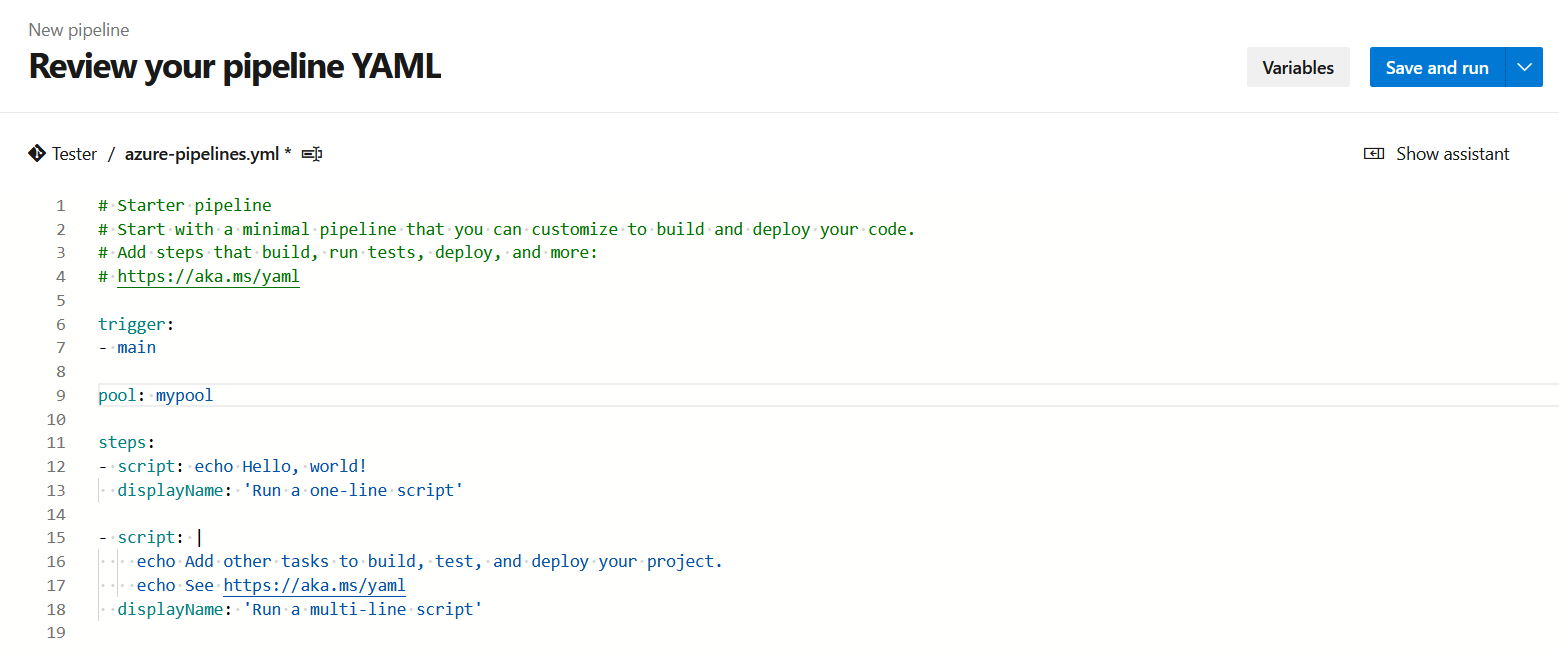 New pipeline
Review your pipeline YAML
Variables
Save and run
Tester / azure-pipelines.yml *
Show assistant
1 # Starter pipeline
2 # Start with a minimal pipeline that you can customize to build and deploy your code.
3 # Add steps that build, run tests, deploy, and more:
4 # https://aka.ms/yaml
5
6 trigger:
7 - main
8
9 pool: mypool
10
11 steps:
12 - script: echo Hello, world!
13   displayName: 'Run a one-line script'
14
15 - script: |
16     echo Add other tasks to build, test, and deploy your project.
17     echo See https://aka.ms/yaml
18   displayName: 'Run a multi-line script'
19